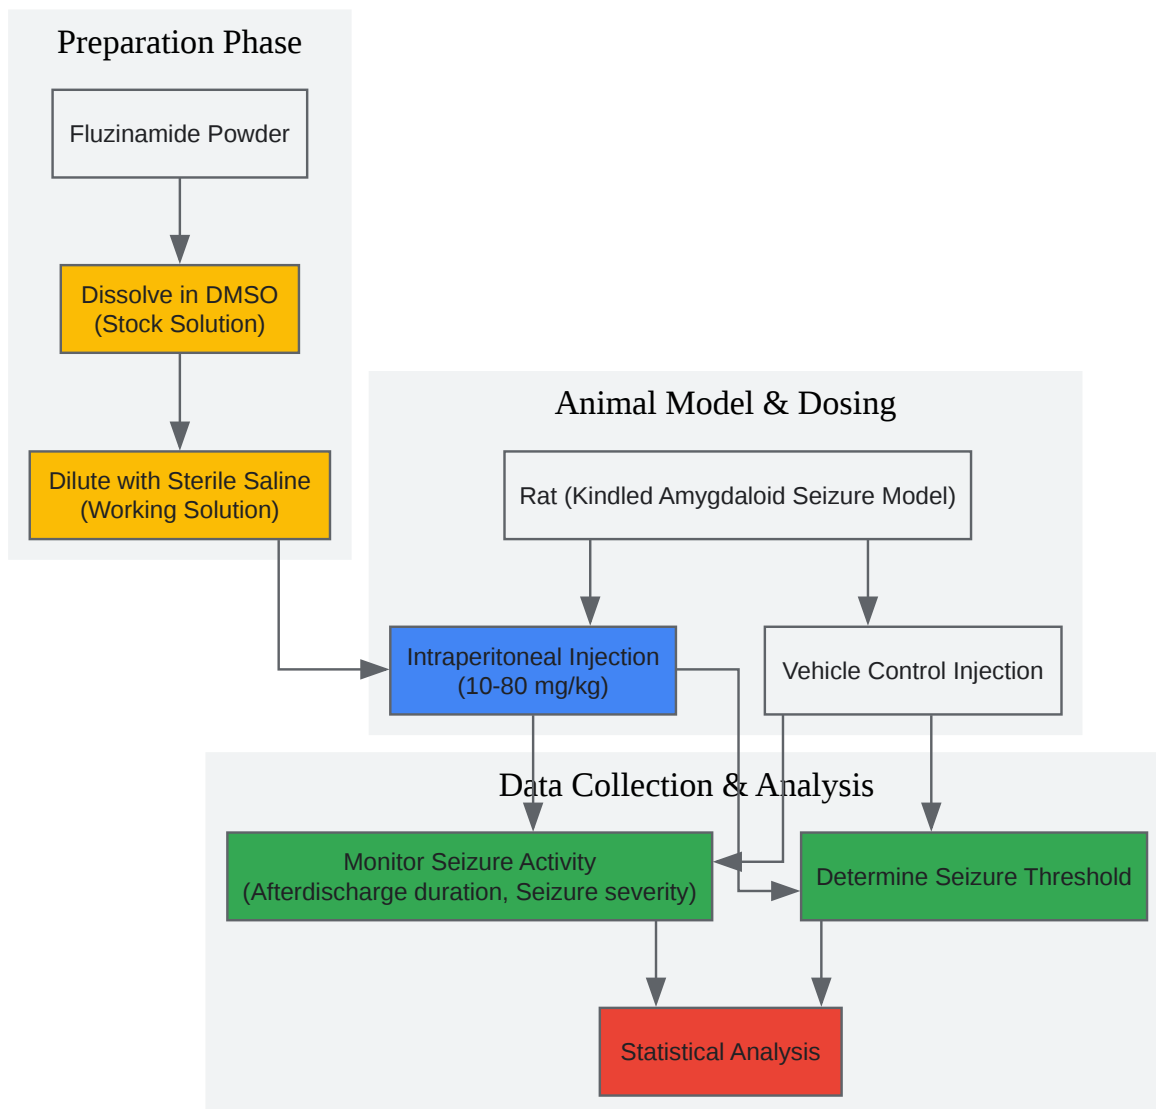 Preparation Phase
Fluzinamide Powder
Dissolve in DMSO
(Stock Solution)
Dilute with Sterile Saline
(Working Solution)
Animal Model & Dosing
Rat (Kindled Amygdaloid Seizure Model)
Intraperitoneal Injection
(10-80 mg/kg)
Vehicle Control Injection
Data Collection & Analysis
Monitor Seizure Activity
(Afterdischarge duration, Seizure severity)
Determine Seizure Threshold
Statistical Analysis